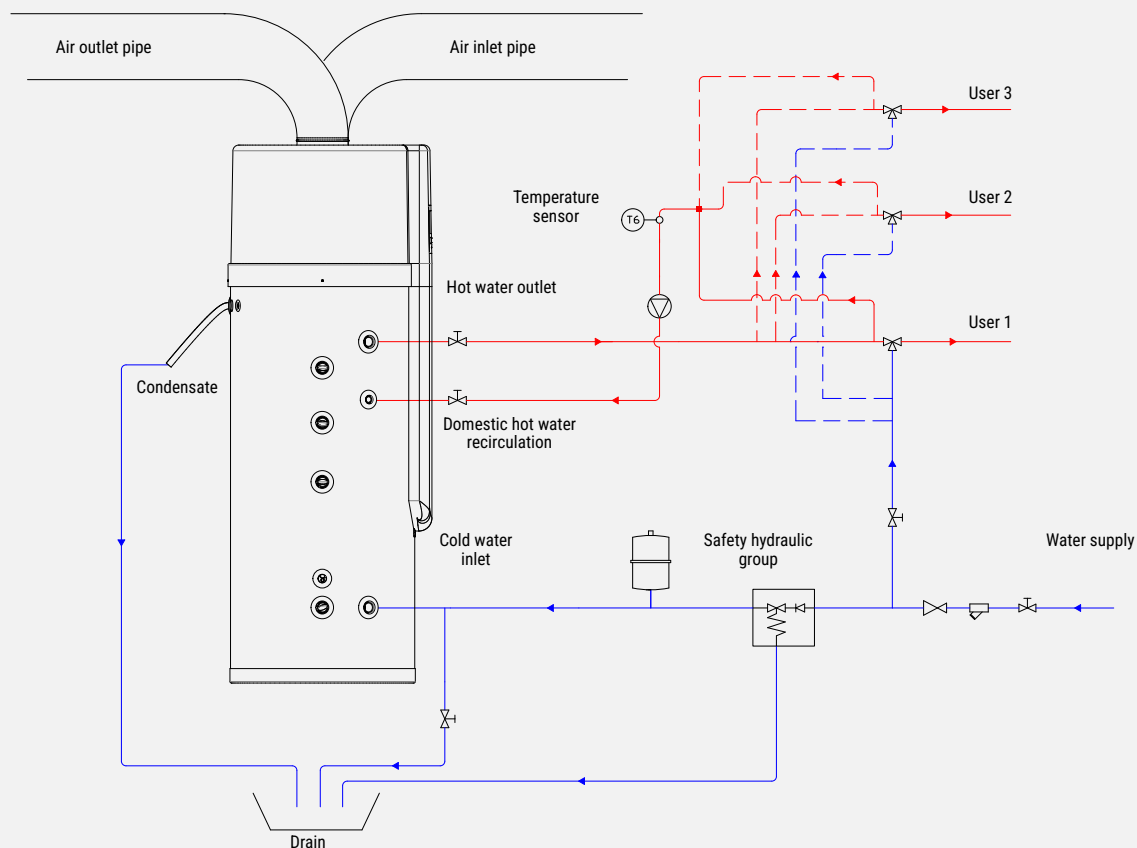 Air outlet pipe
Air inlet pipe
User 3
Temperature
sensor
T6
User 2
Hot water outlet
User 1
Condensate
Domestic hot water
recirculation
Cold water
inlet
Safety hydraulic
group
Water supply
Drain